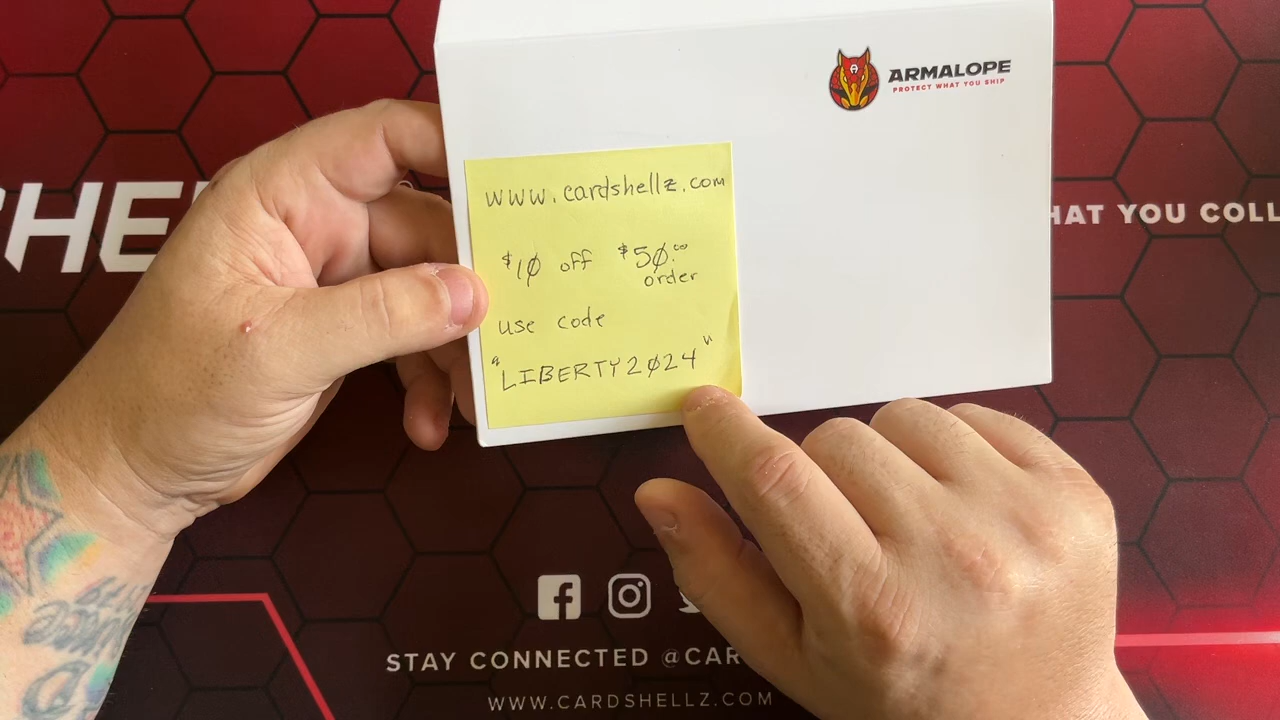 ARMALOPE
PROTECT WHAT YOU SHIP
www.cardshellz.com
$10 off $50.00
order
use code
"LIBERTY2024"
HAT YOU COLL
SHE
STAY CONNECTED @CAR
WWW.CARDSHELLZ.COM